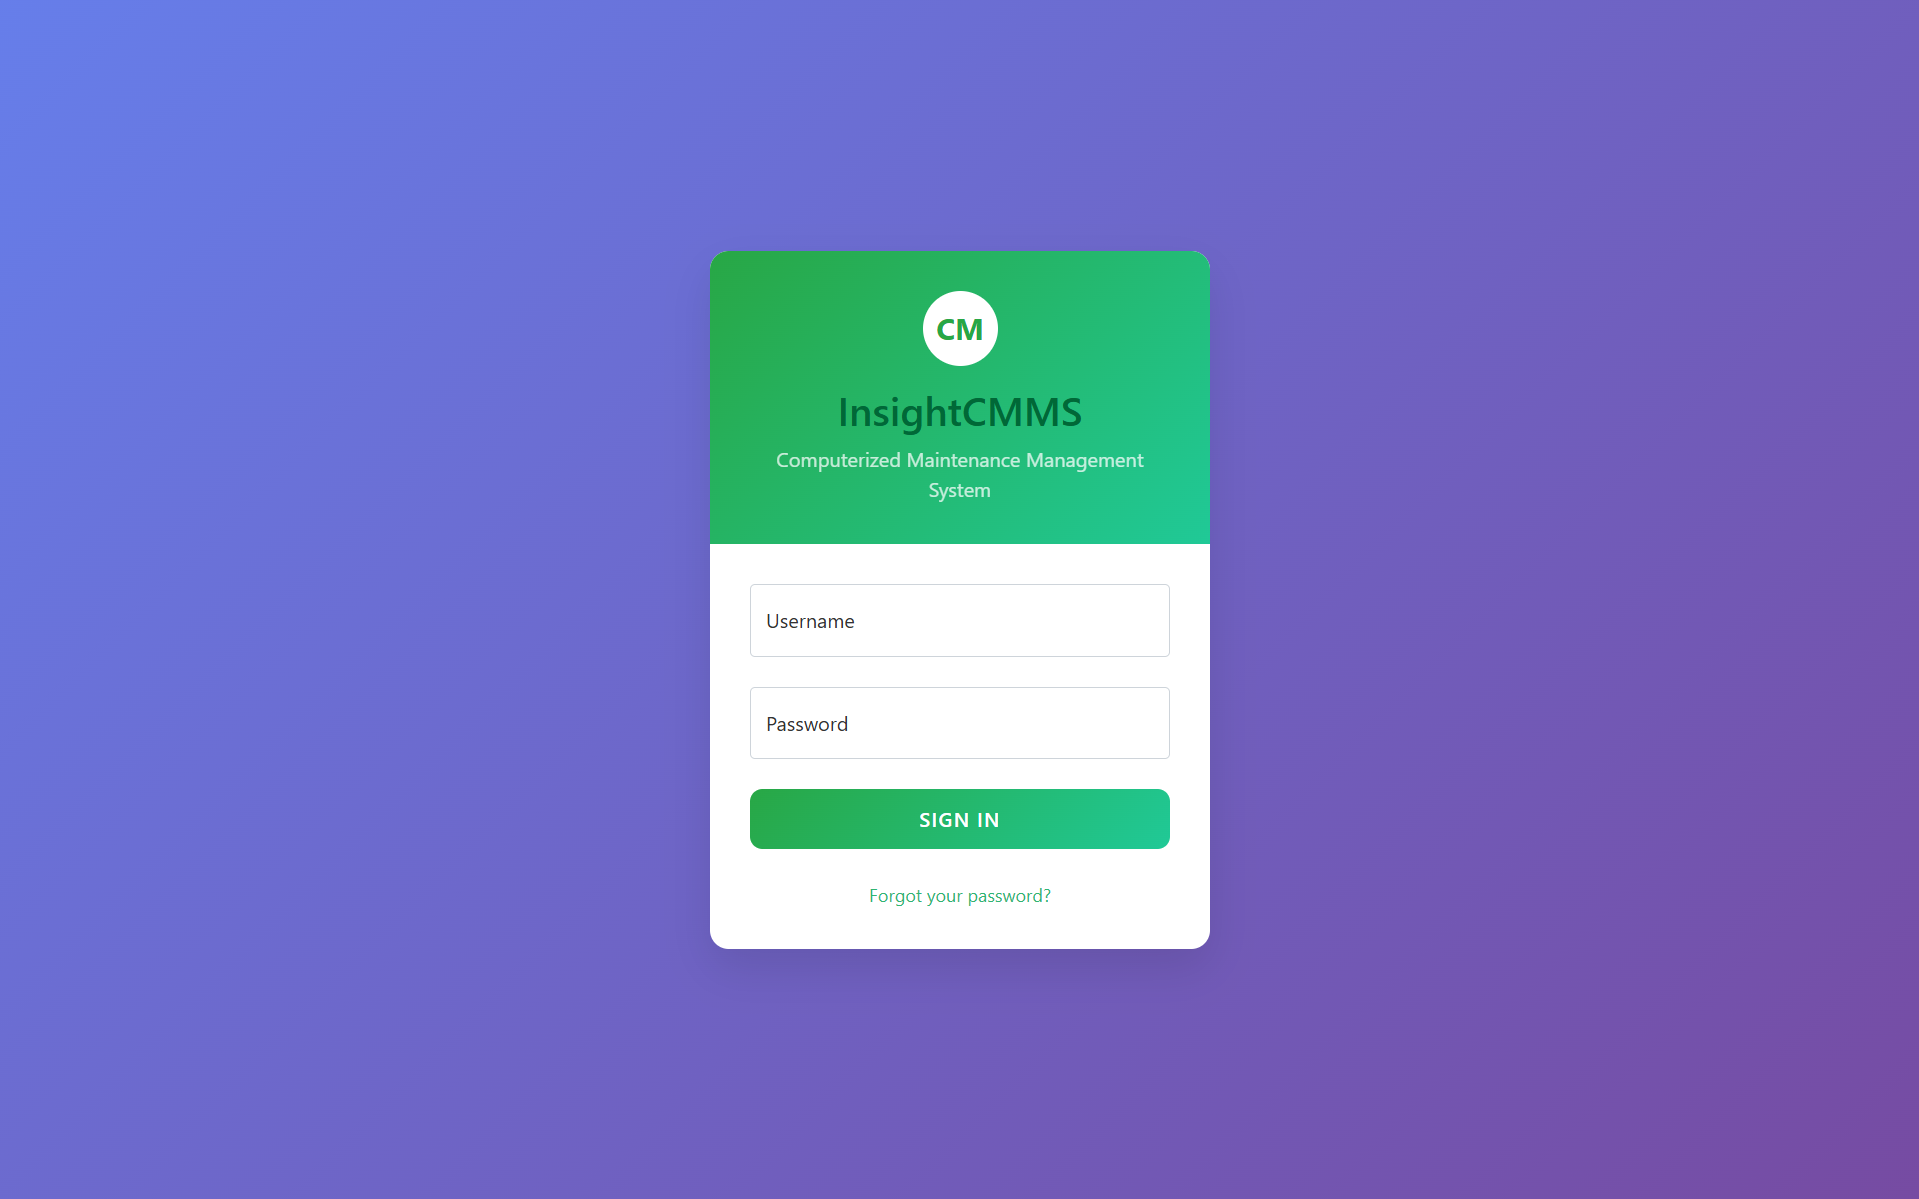 CM
InsightCMMS
Computerized Maintenance Management
System
Username
Password
SIGN IN
Forgot your password?